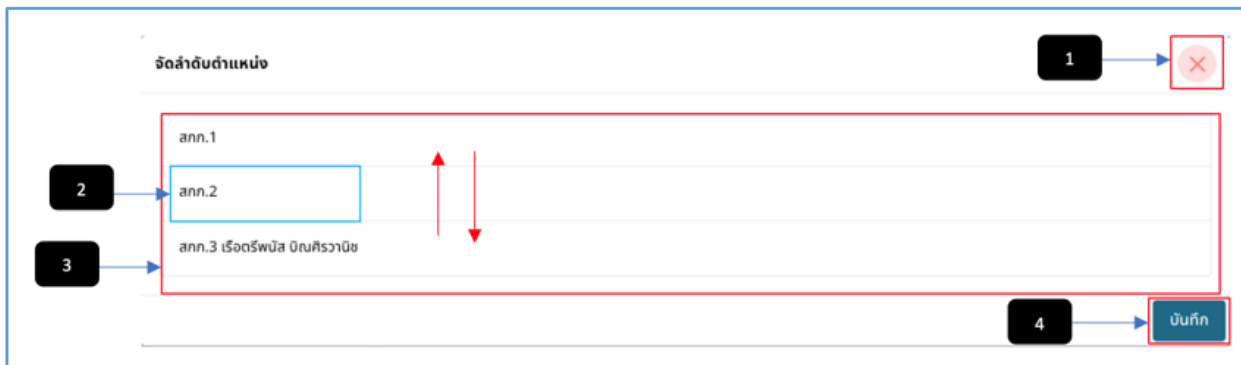 จัดลำดับตำแหน่ง
1
สกก.1
2
สกก.2
สกก.3 เรือตรีพนัส บิณศิรวานิช
3
4
บันทึก